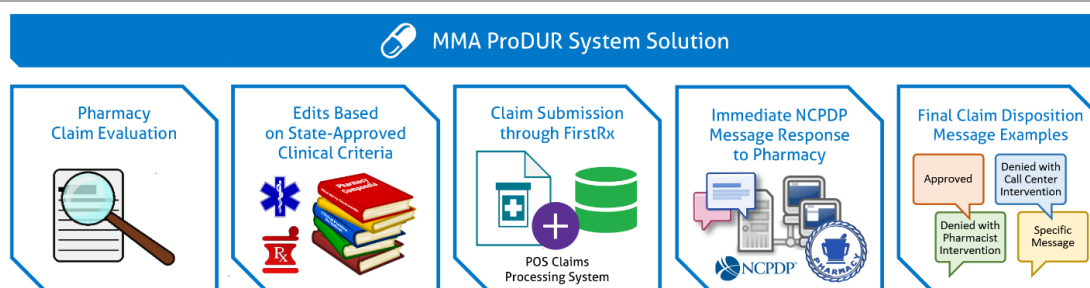 MMA ProDUR System Solution
Pharmacy
Claim Evaluation
Edits Based
on State-Approved
Clinical Criteria
Pharmacy
Compendia
Rx
Claim Submission
through FirstRx
POS Claims
Processing System
Immediate NCPDP
Message Response
to Pharmacy
NCPDP
PHARMACY
Final Claim Disposition
Message Examples
Approved
Denied with
Call Center
Intervention
Denied with
Pharmacist
Intervention
Specific
Message